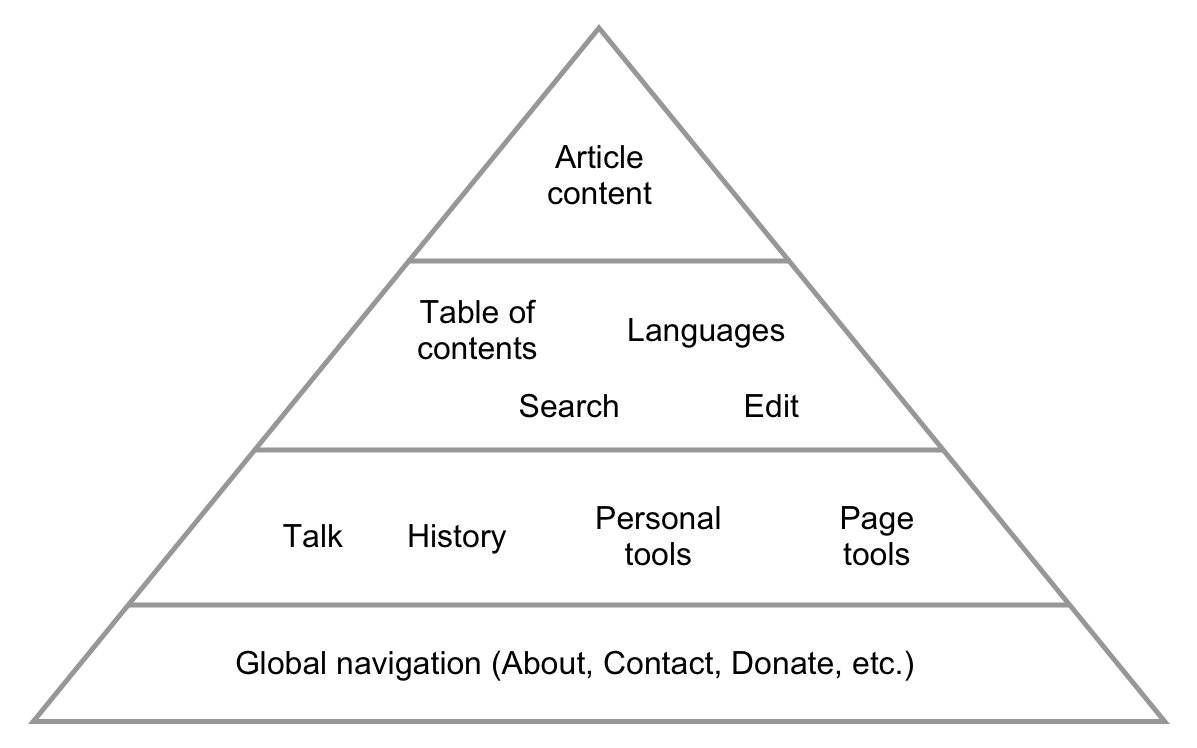 Article
content
Table of
contents
Languages
Search
Edit
Talk
History
Personal
tools
Page
tools
Global navigation (About, Contact, Donate, etc.)